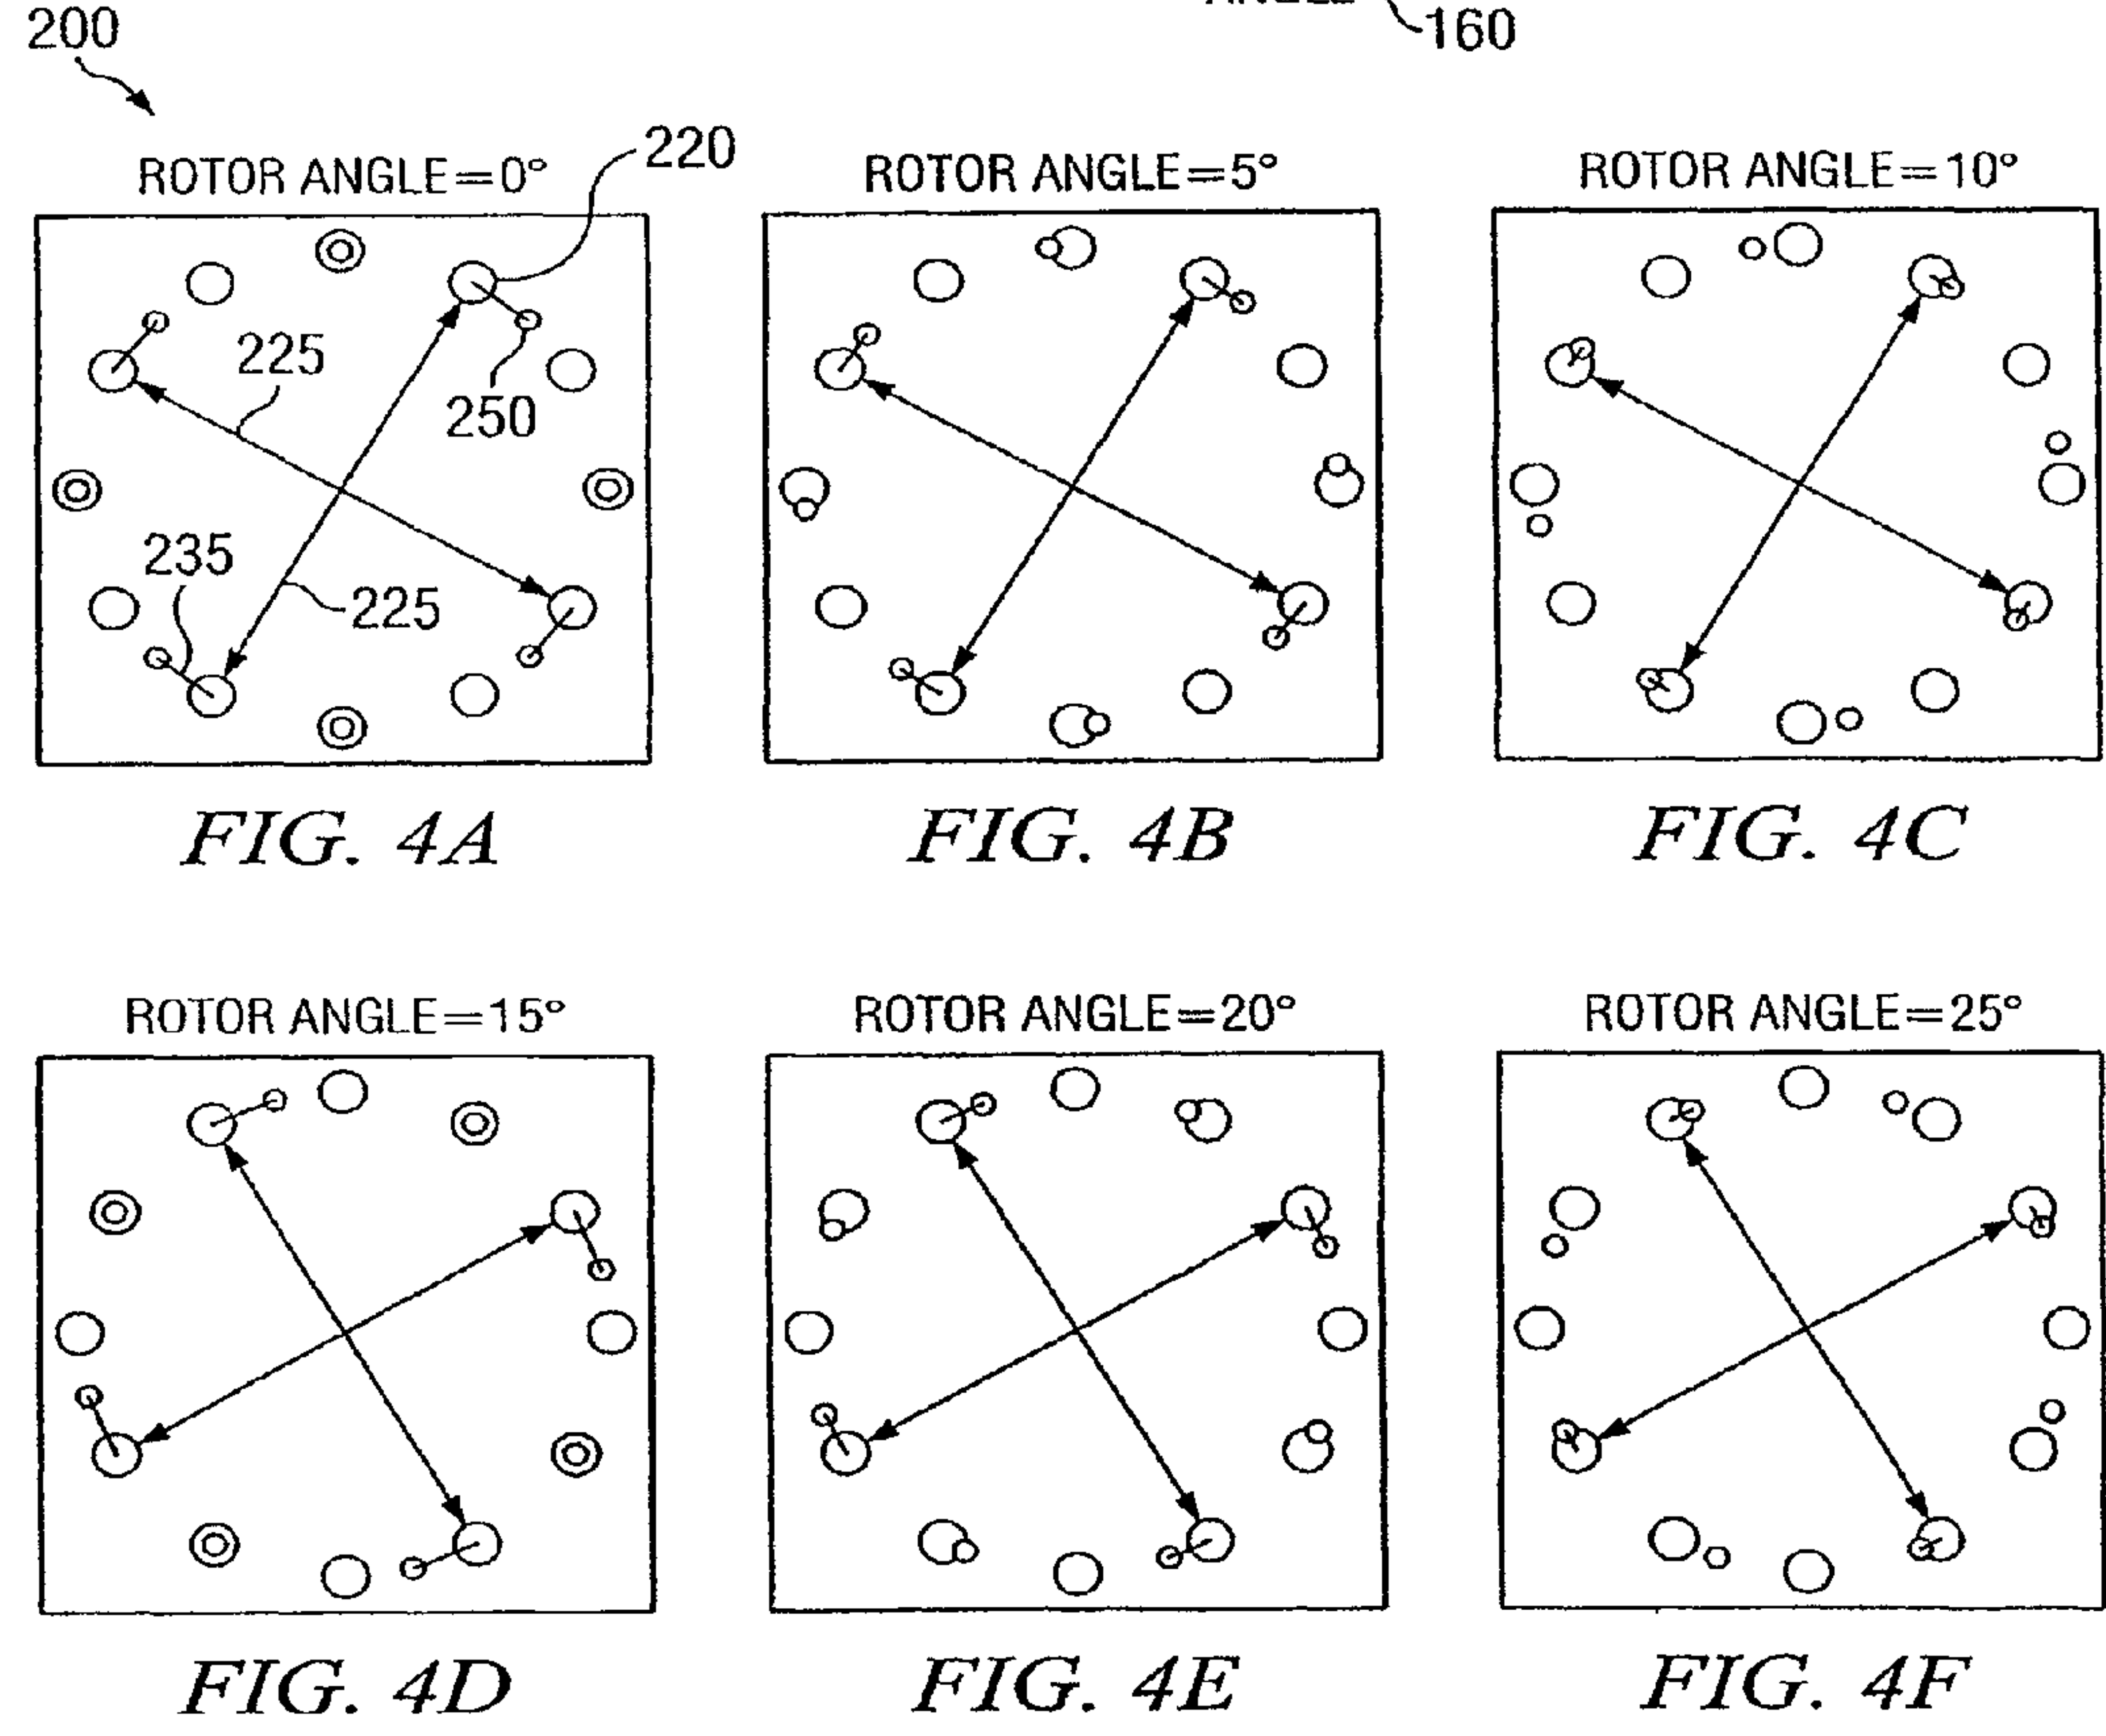 160
200
220
ROTOR ANGLE=0°
ROTOR ANGLE=5°
ROTOR ANGLE=10°
225
250
235
225
FIG. 4A
FIG. 4B
FIG. 4C
ROTOR ANGLE=15°
ROTOR ANGLE=20°
ROTOR ANGLE=25°
FIG. 4D
FIG. 4E
FIG. 4F